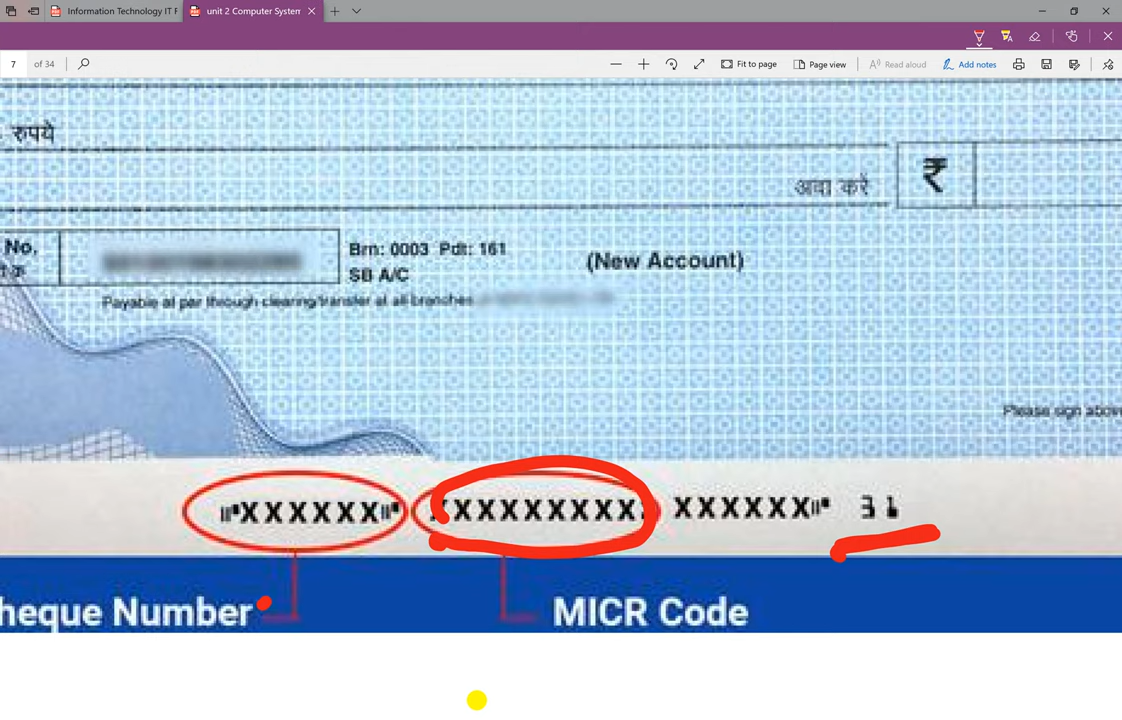 Information Technology IT F
unit 2 Computer System
7 of 34
Fit to page
Page view
Read aloud
Add notes
रुपये
अदा करें
₹
No.
Brn: 0003 Pdt: 161
SB A/C
(New Account)
Payable at par through clearing/transfer at all branches
Please sign above
XXXXXX XXXXXXXXX XXXXXX 31
heque Number
MICR Code